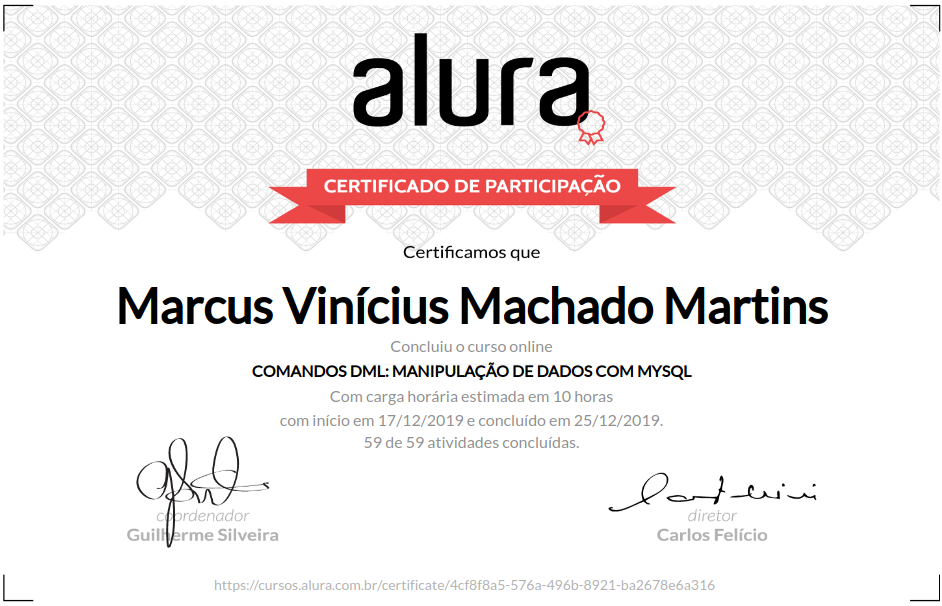 alura
CERTIFICADO DE PARTICIPAÇÃO
Certificamos que
Marcus Vinícius Machado Martins
Concluiu o curso online
COMANDOS DML: MANIPULAÇÃO DE DADOS COM MYSQL
Com carga horária estimada em 10 horas
com início em 17/12/2019 e concluído em 25/12/2019.
59 de 59 atividades concluídas.
coordenador
Guilherme Silveira
diretor
Carlos Felício
https://cursos.alura.com.br/certificate/4cf8f8a5-576a-496b-8921-ba2678e6a316